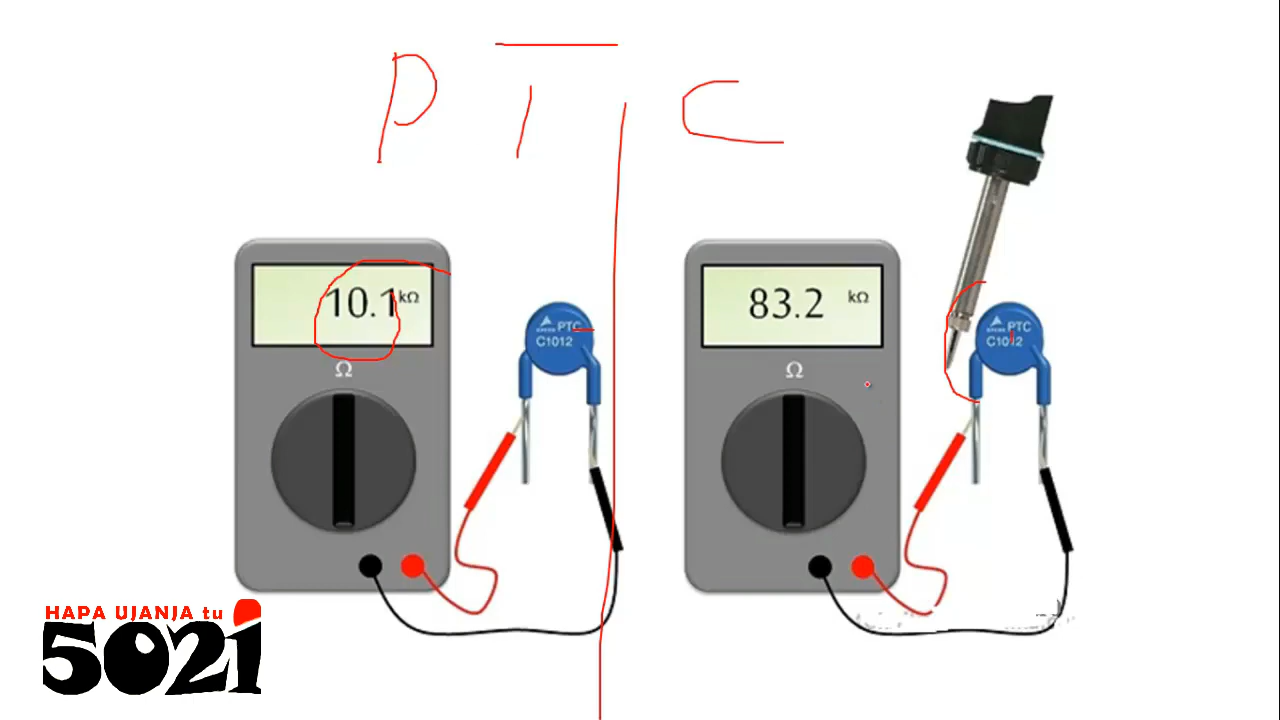 PTC
10.1 kΩ
Ω
PTC
C1012
83.2 kΩ
Ω
PTC
C1012
HAPA UJANJA tu
5021